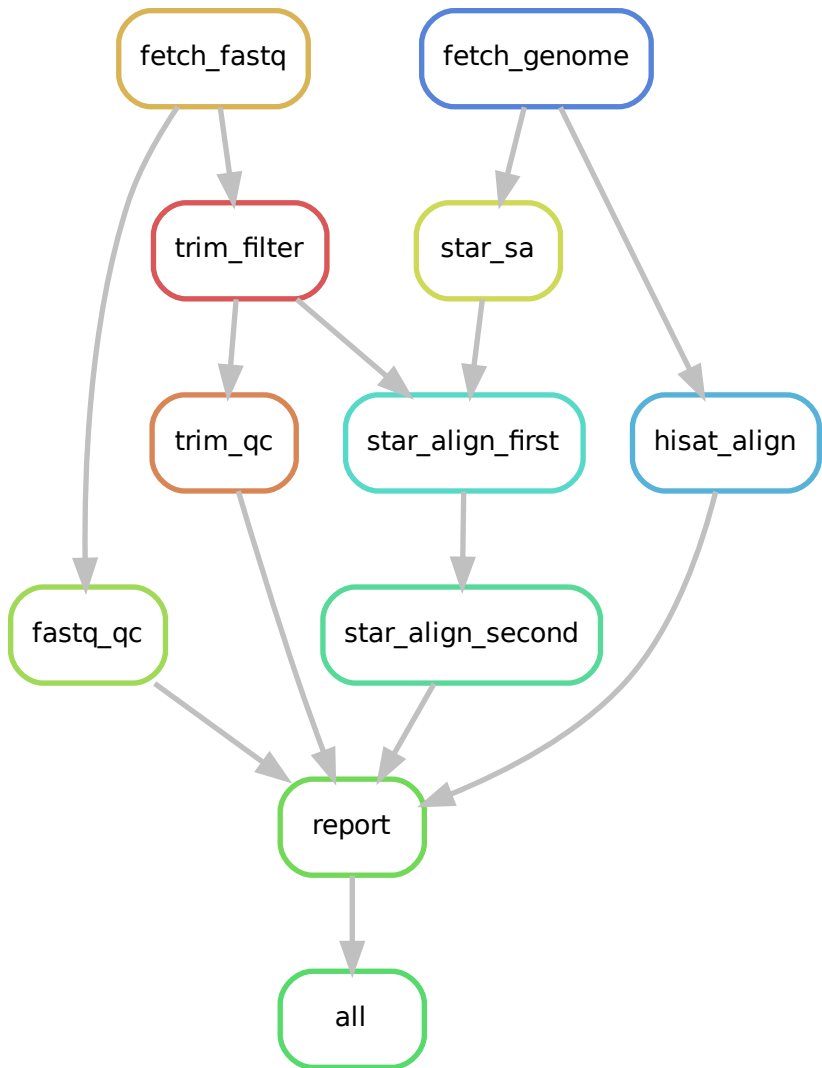 fetch_fastq
fetch_genome
trim_filter
star_sa
trim_qc
star_align_first
hisat_align
fastq_qc
star_align_second
report
all